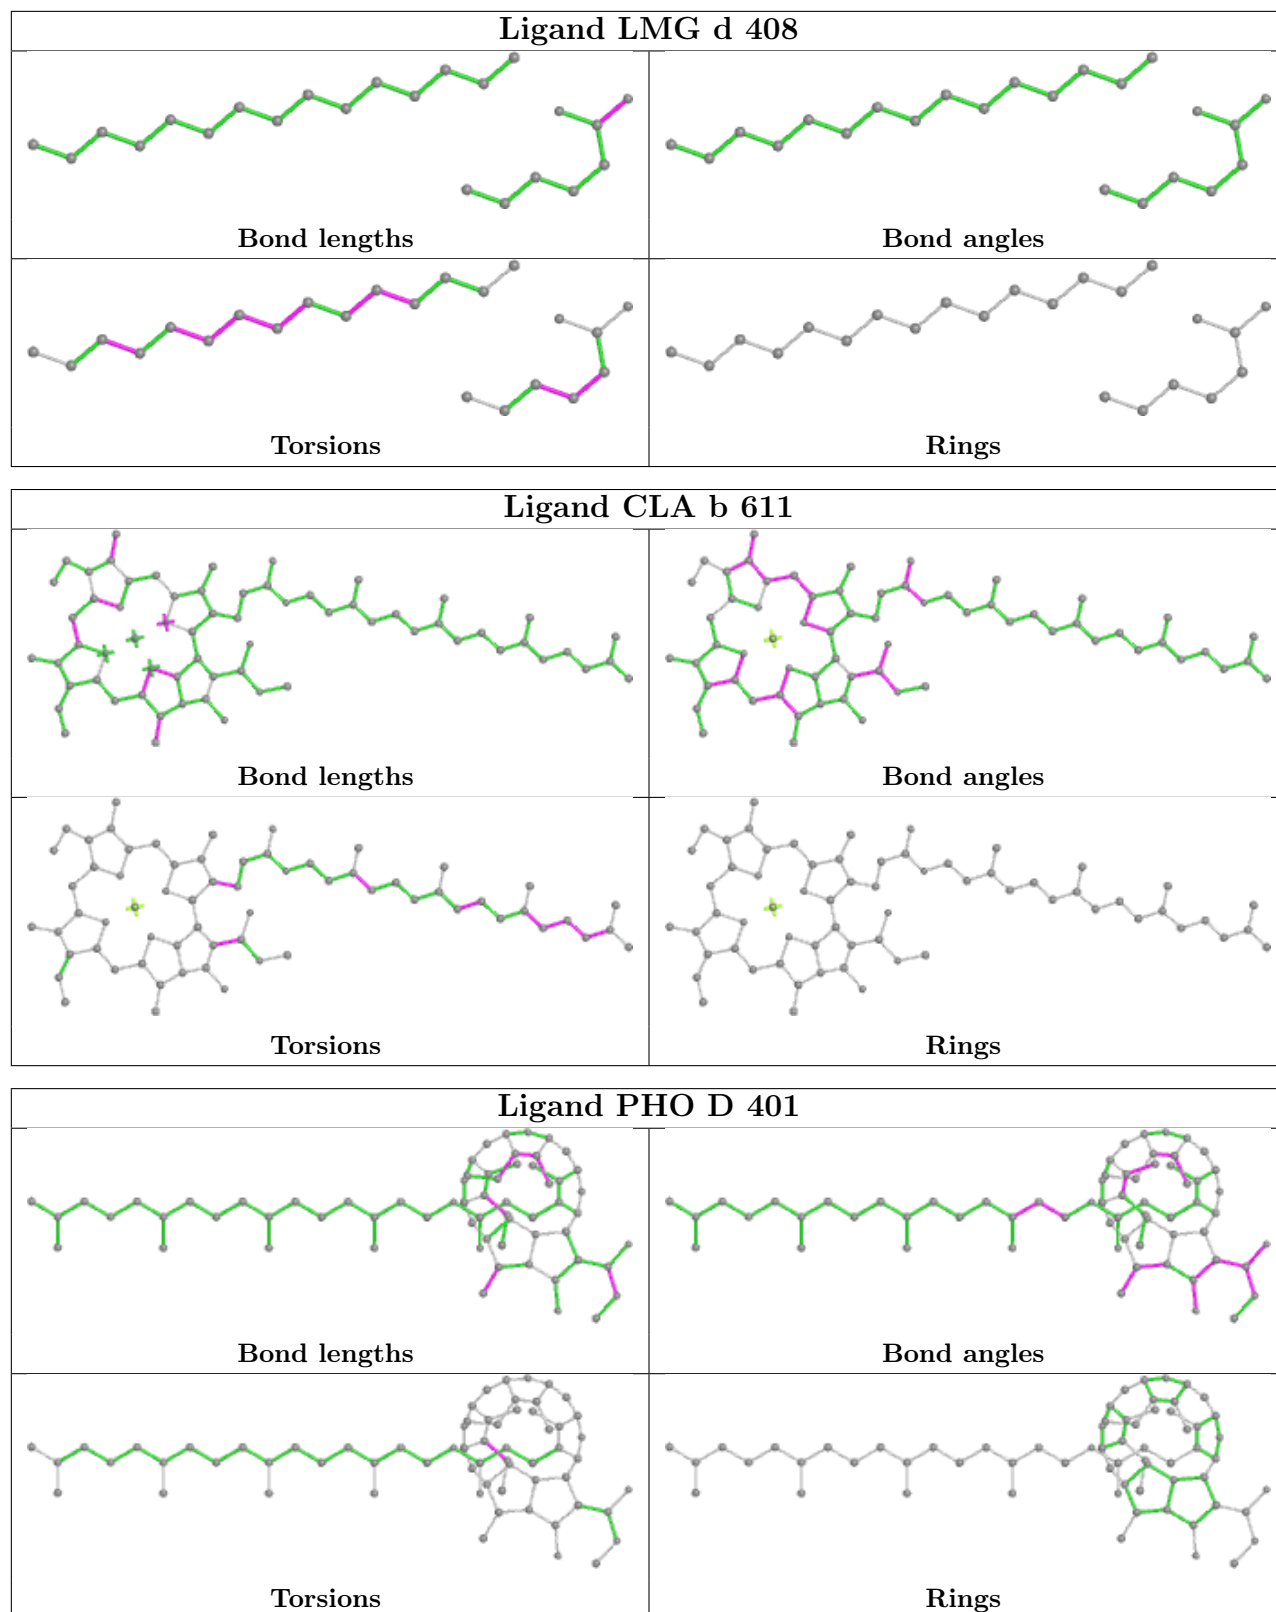 Ligand LMG d 408
Bond lengths
Bond angles
Torsions
Rings
Ligand CLA b 611
Bond lengths
Bond angles
Torsions
Rings
Ligand PHO D 401
Bond lengths
Bond angles
Torsions
Rings